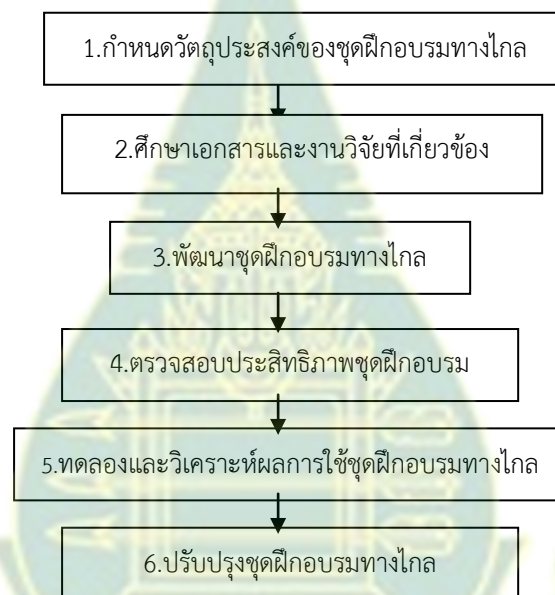 1.กำหนดวัตถุประสงค์ของชุดฝึกอบรมทางไกล
2.ศึกษาเอกสารและงานวิจัยที่เกี่ยวข้อง
3.พัฒนาชุดฝึกอบรมทางไกล
4.ตรวจสอบประสิทธิภาพชุดฝึกอบรม
5.ทดลองและวิเคราะห์ผลการใช้ชุดฝึกอบรมทางไกล
6.ปรับปรุงชุดฝึกอบรมทางไกล